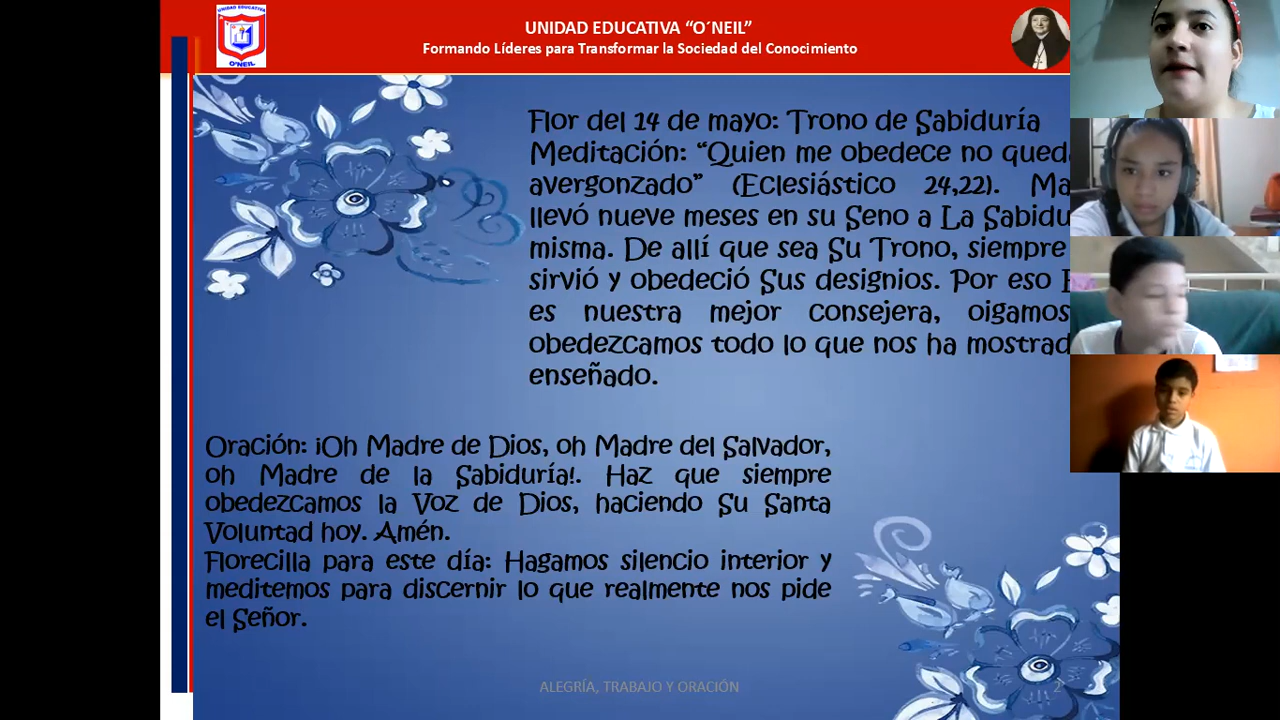 UNIDAD EDUCATIVA
O´NEIL
UNIDAD EDUCATIVA “O´NEIL”
Formando Líderes para Transformar la Sociedad del Conocimiento
Flor del 14 de mayo: Trono de Sabiduría
Meditación: “Quien me obedece no
avergonzado” (Eclesiástico 24,22).
llevó nueve meses en su Seno a La
misma. De allí que sea Su Trono, siempre
sirvió y obedeció Sus designios. Por eso
es nuestra mejor consejera, oigamos
obedezcamos todo lo que nos ha
enseñado.
Oración: ¡Oh Madre de Dios, oh Madre del Salvador,
oh Madre de la Sabiduría!. Haz que siempre
obedezcamos la Voz de Dios, haciendo Su Santa
Voluntad hoy. Amén.
Florecilla para este día: Hagamos silencio interior y
meditemos para discernir lo que realmente nos pide
el Señor.
ALEGRÍA, TRABAJO Y ORACIÓN
2